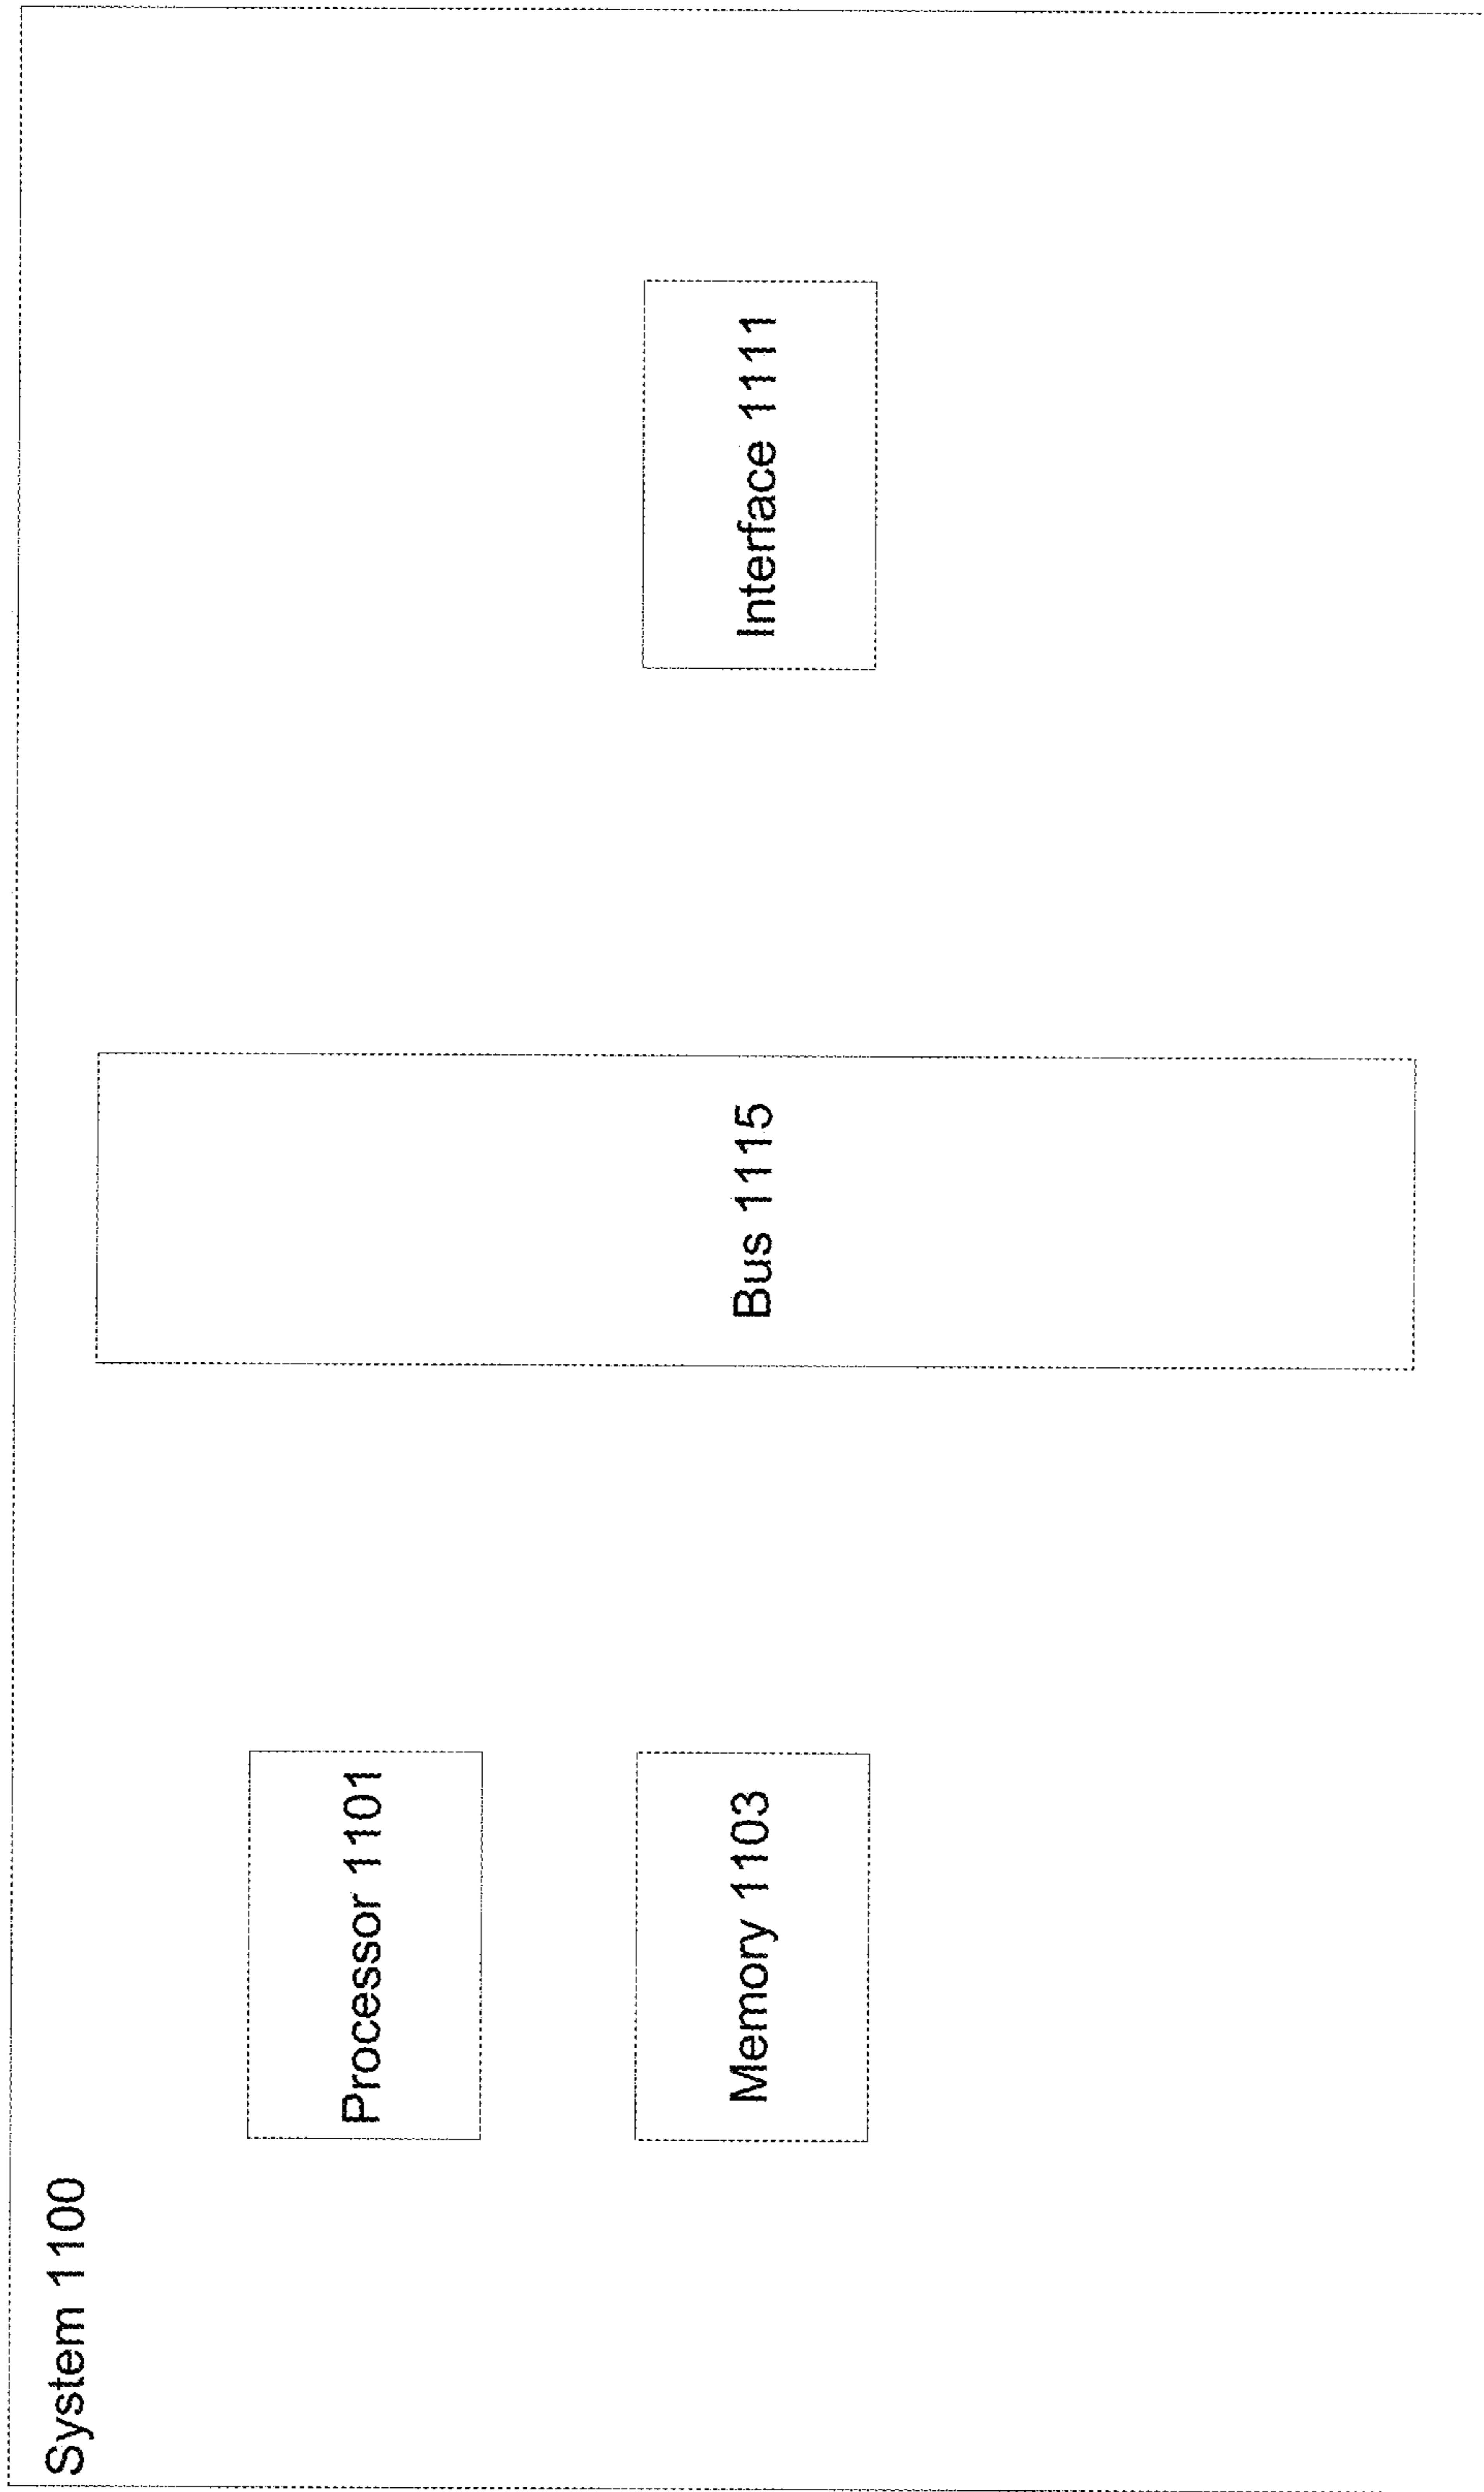 System 1100
Processor 1101
Memory 1103
Bus 1115
Interface 1111